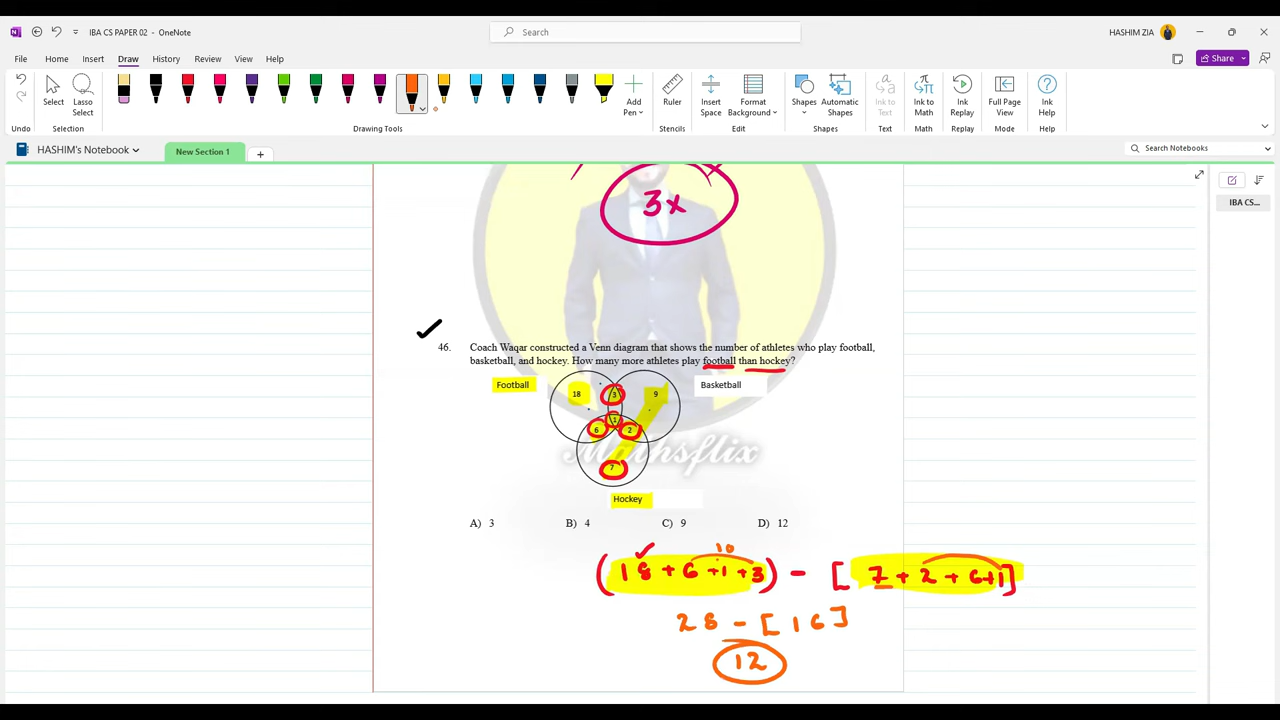 IBA CS PAPER 02 - OneNote
Search
HASHIM ZIA
File Home Insert Draw History Review View Help
Share
Undo
Select
Lasso Select
Selection
Drawing Tools
Add Pen
Ruler
Stencils
Insert Space
Format Background
Edit
Shapes
Automatic Shapes
Shapes
Ink to Text
Text
Ink to Math
Math
Ink Replay
Replay
Full Page View
Mode
Ink Help
Help
HASHIM's Notebook
New Section 1
Search Notebooks
IBA CS...
3x
46. Coach Waqar constructed a Venn diagram that shows the number of athletes who play football,
basketball, and hockey. How many more athletes play football than hockey?
Football
Basketball
18 3 9
1
6 2
7
Mathsflix
Hockey
A) 3 B) 4 C) 9 D) 12
10
(18 + 6 + 1 + 3) - [7 + 2 + 6+1]
28 - [16]
12